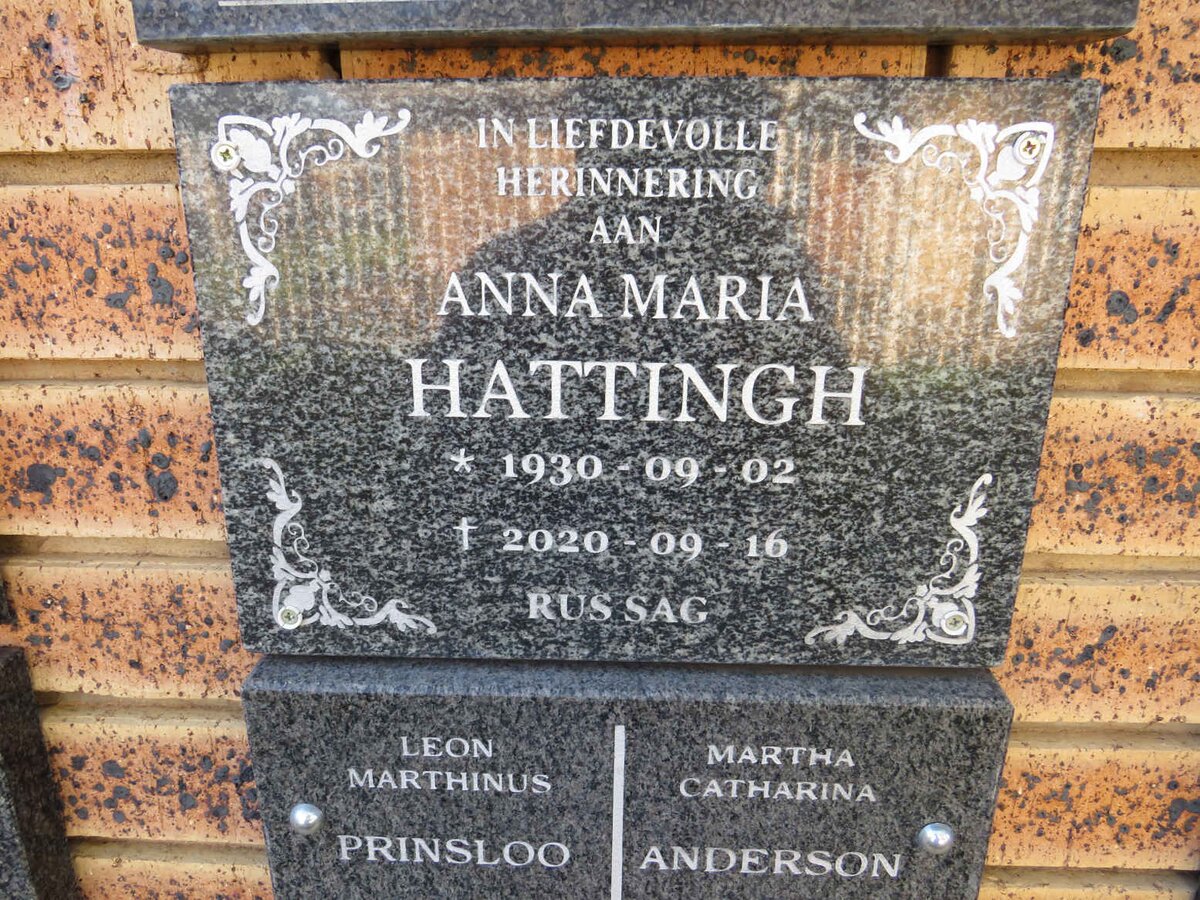 IN LIEFDEVOLLE
HERINNERING
AAN
ANNA MARIA
HATTINGH
* 1930 - 09 - 02
† 2020 - 09 - 16
RUS SAG
LEON
MARTHINUS
PRINSLOO
MARTHA
CATHARINA
ANDERSON